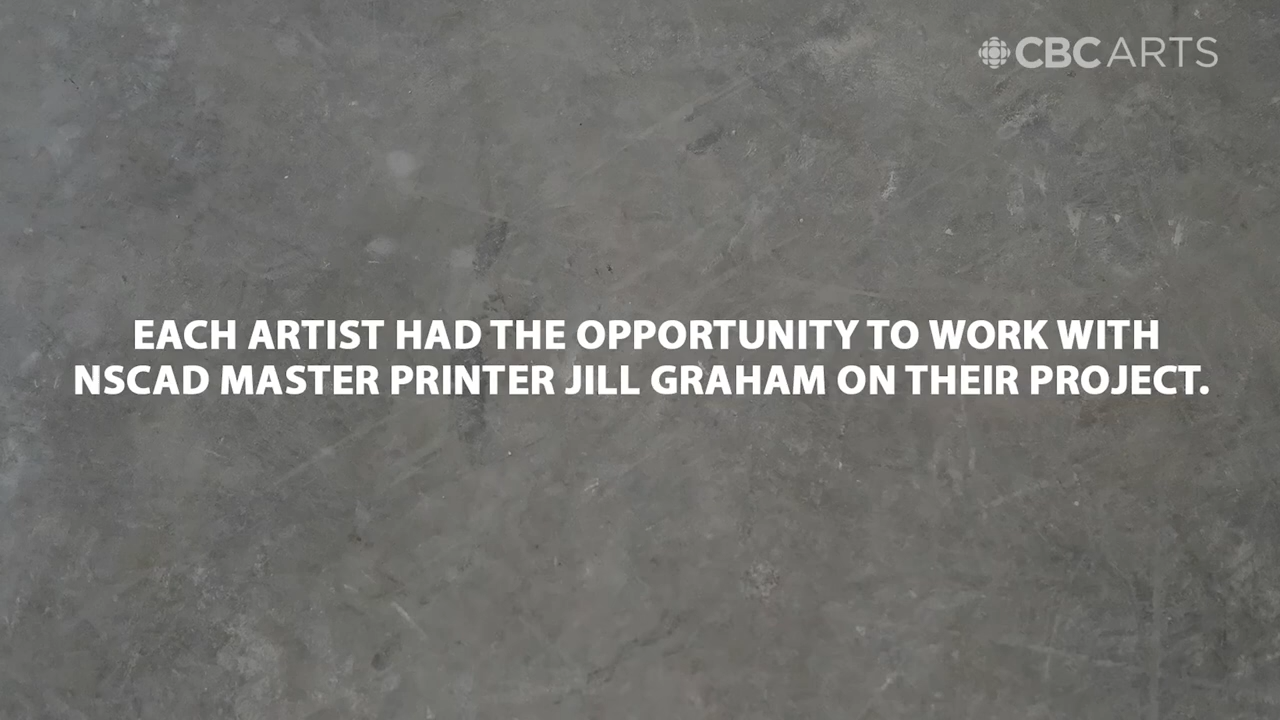 CBC ARTS
EACH ARTIST HAD THE OPPORTUNITY TO WORK WITH
NSCAD MASTER PRINTER JILL GRAHAM ON THEIR PROJECT.